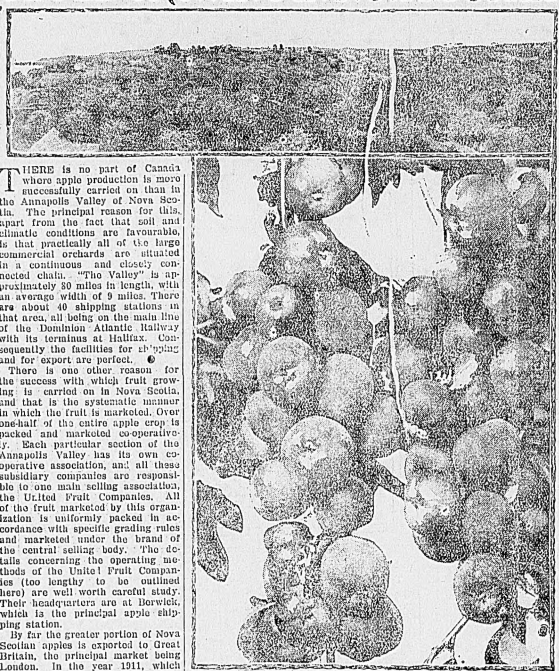 THERE is no part of Canada
where apple production is more
successfully carried on than in
the Annapolis Valley of Nova Sco-
tia. The principal reason for this,
apart from the fact that soil and
climatic conditions are favourable,
is that practically all of the large
commercial orchards are situated
in a continuous and closely con-
nected chain. "The Valley" is ap-
proximately 80 miles in length, with
an average width of 9 miles. There
are about 40 shipping stations in
that area, all being on the main line
of the Dominion Atlantic Railway
with its terminus at Halifax. Con-
sequently the facilities for shipping
and for export are perfect.
There is one other reason for
the success with which fruit grow-
ing is carried on in Nova Scotia,
and that is the systematic manner
in which the fruit is marketed. Over
one-half of the entire apple crop is
packed and marketed co-operative-
ly. Each particular section of the
Annapolis Valley has its own co-
operative association, and all these
subsidiary companies are responsi-
ble to one main selling association,
the United Fruit Companies. All
of the fruit marketed by this organ-
ization is uniformly packed in ac-
cordance with specific grading rules
and marketed under the brand of
the central selling body. The de-
tails concerning the operating me-
thods of the United Fruit Compan-
ies (too lengthy to be outlined
here) are well worth careful study.
Their headquarters are at Berwick,
which is the principal apple ship-
ping station.
By far the greater portion of Nova
Scotian apples is exported to Great
Britain, the principal market being
London. In the year 1911, which